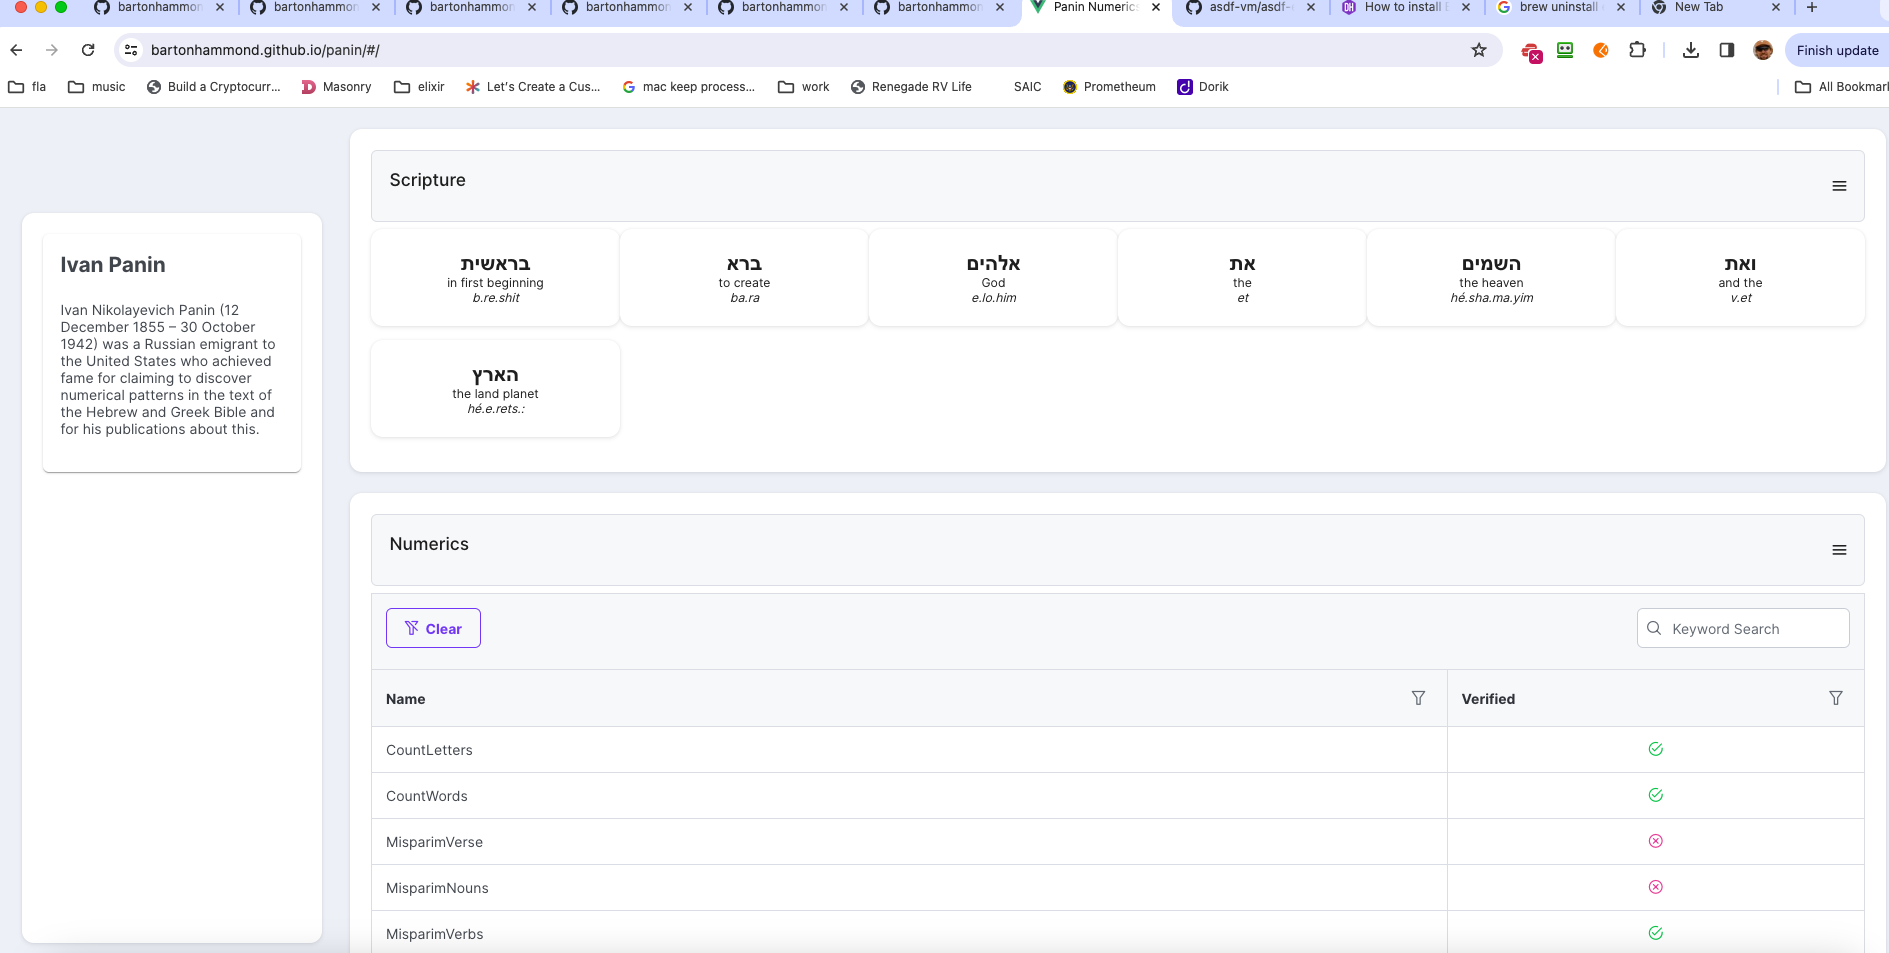 bartonhammon
bartonhammon
bartonhammon
bartonhammon
bartonhammon
bartonhammon
Panin Numerics
asdf-vm/asdf-
How to install
brew uninstall
New Tab
bartonhammond.github.io/panin/#/
Finish update
fla
music
Build a Cryptocurr...
Masonry
elixir
Let's Create a Cus...
mac keep process...
work
Renegade RV Life
SAIC
Prometheum
Dorik
All Bookmar
Ivan Panin
Ivan Nikolayevich Panin (12
December 1855 – 30 October
1942) was a Russian emigrant to
the United States who achieved
fame for claiming to discover
numerical patterns in the text of
the Hebrew and Greek Bible and
for his publications about this.
Scripture
בראשית
in first beginning
b.re.shit
ברא
to create
ba.ra
אלהים
God
e.lo.him
את
the
et
השמים
the heaven
hé.sha.ma.yim
ואת
and the
v.et
הארץ
the land planet
hé.e.rets.:
Numerics
Clear
Keyword Search
Name
Verified
CountLetters
CountWords
MisparimVerse
MisparimNouns
MisparimVerbs